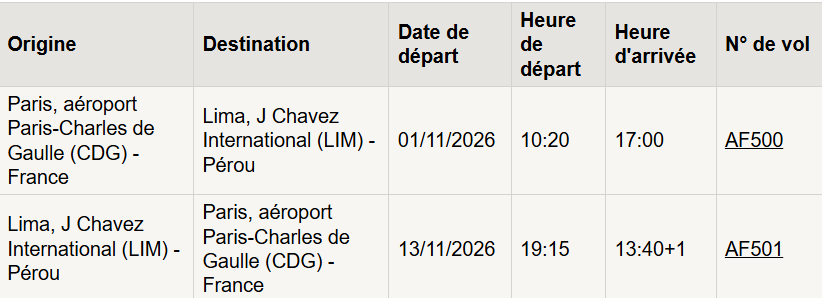 Origine
Destination
Date de
départ
Heure
de
départ
Heure
d'arrivée
N° de vol
Paris, aéroport
Paris-Charles de
Gaulle (CDG) -
France
Lima, J Chavez
International (LIM) -
Pérou
01/11/2026
10:20
17:00
AF500
Lima, J Chavez
International (LIM) -
Pérou
Paris, aéroport
Paris-Charles de
Gaulle (CDG) -
France
13/11/2026
19:15
13:40+1
AF501